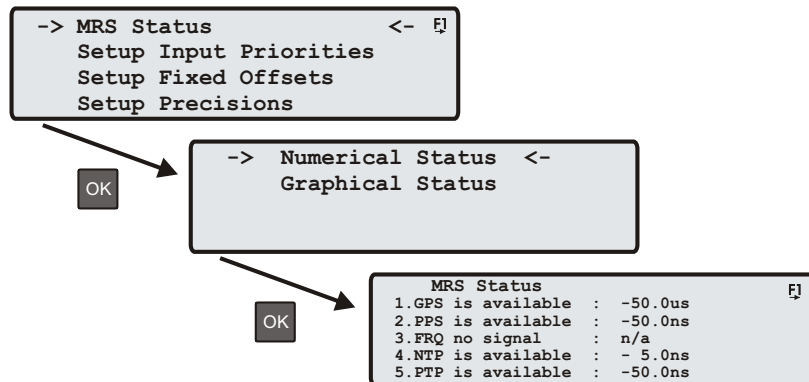 -> MRS Status <- F1
Setup Input Priorities
Setup Fixed Offsets
Setup Precisions
OK
-> Numerical Status <-
Graphical Status
OK
MRS Status F1
1.GPS is available : -50.0us
2.PPS is available : -50.0ns
3.FRQ no signal : n/a
4.NTP is available : - 5.0ns
5.PTP is available : -50.0ns